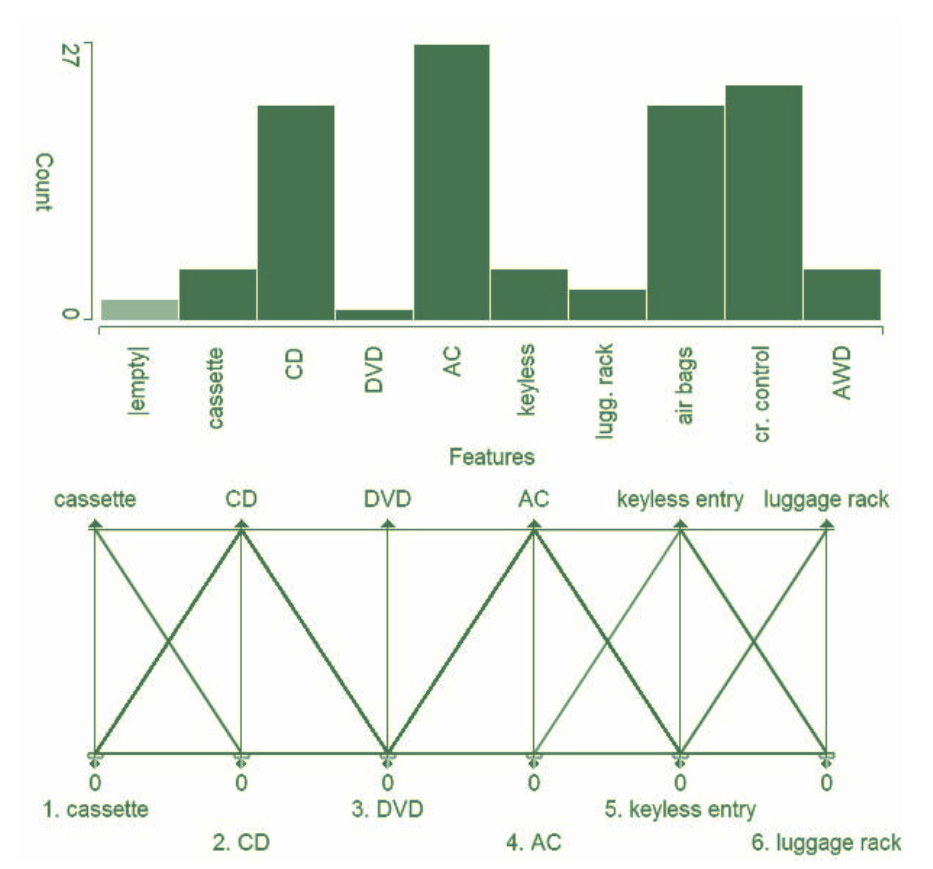 27
Count
0
|empty|
cassette
CD
DVD
AC
keyless
lugg. rack
air bags
cr. control
AWD
Features
cassette CD DVD AC keyless entry luggage rack
0 0 0 0 0 0
1. cassette 3. DVD 5. keyless entry
2. CD 4. AC 6. luggage rack